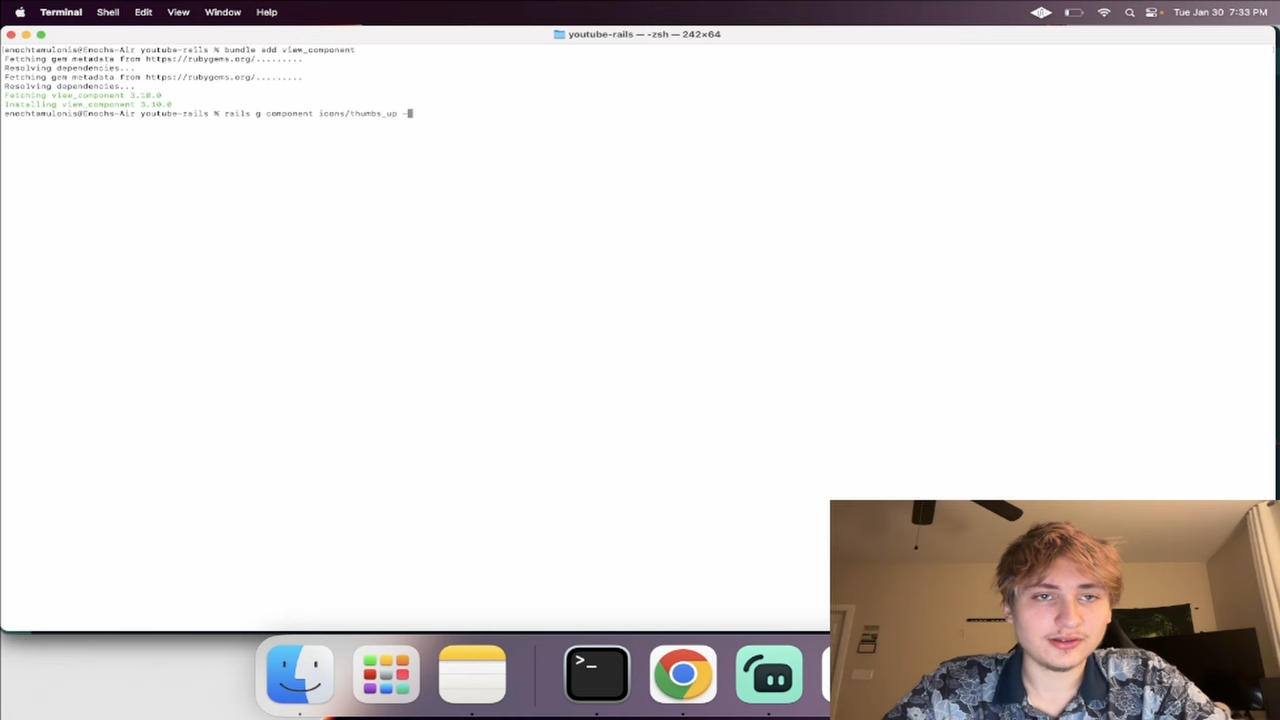 Terminal Shell Edit View Window Help Tue Jan 30 7:33 PM
youtube-rails — -zsh — 242×64
enochtamulonis@Enochs-Air youtube-rails % bundle add view_component
Fetching gem metadata from https://rubygems.org/.........
Resolving dependencies...
Fetching gem metadata from https://rubygems.org/.........
Resolving dependencies...
Fetching view_component 3.10.0
Installing view_component 3.10.0
enochtamulonis@Enochs-Air youtube-rails % rails g component icons/thumbs_up -
>_